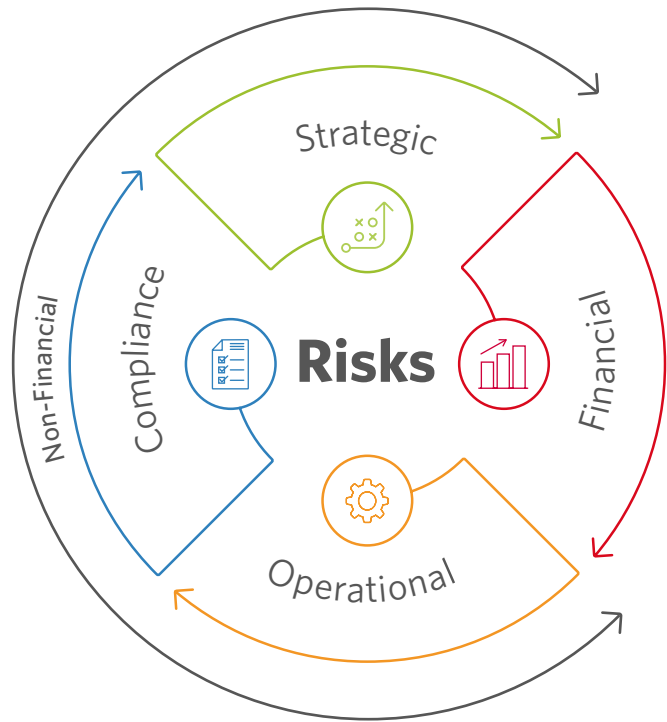 Strategic
Non-Financial
Compliance
Risks
Financial
Operational